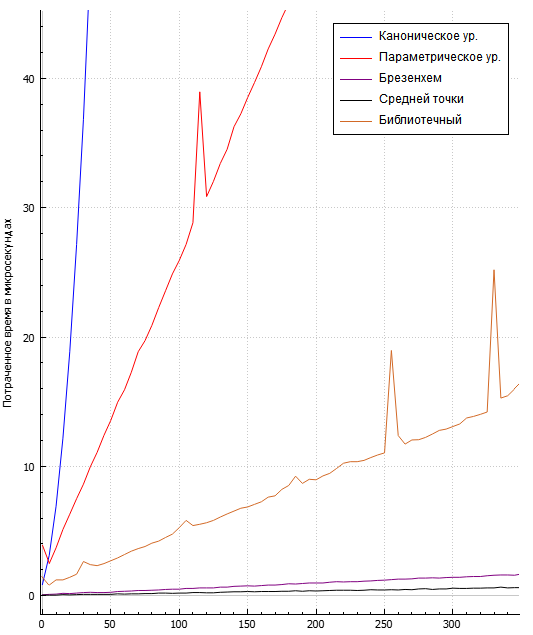 Каноническое ур.
Параметрическое ур.
Брезенхем
Средней точки
Библиотечный
Потраченное время в микросекундах
40
30
20
10
0
0 50 100 150 200 250 300